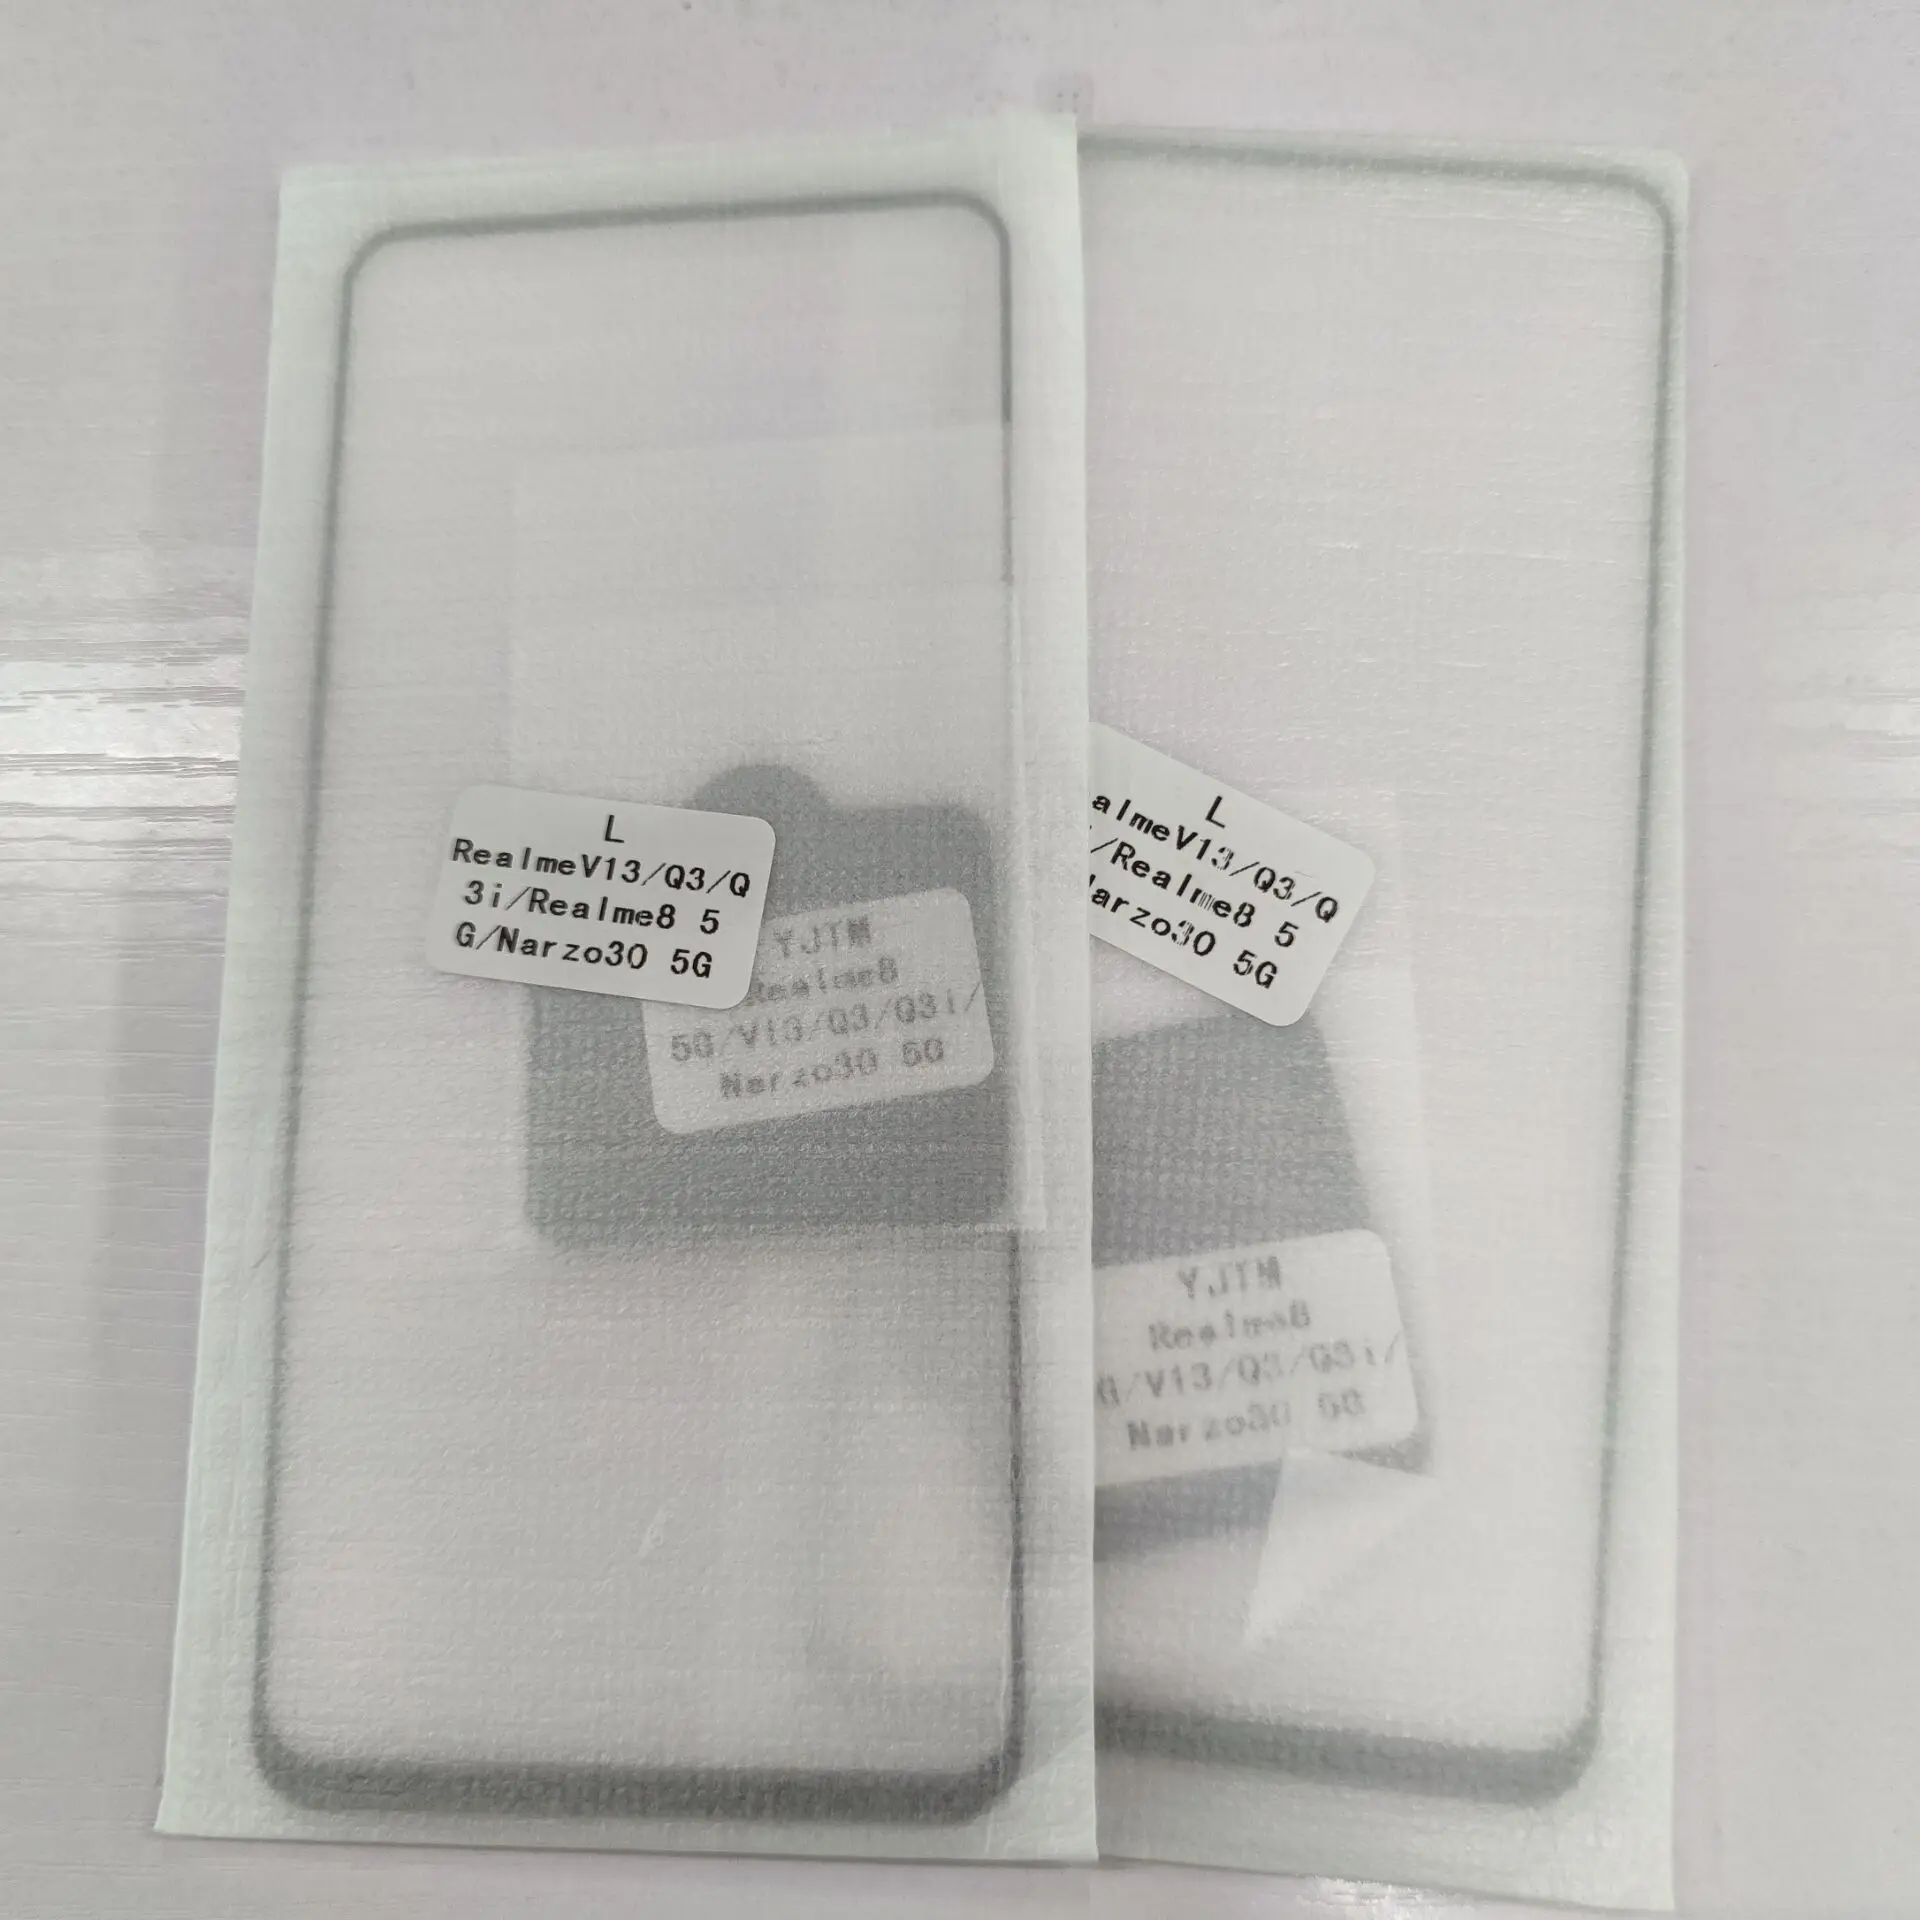 L
RealmeV13/Q3/Q
3i/Realme8 5
G/Narzo30 5G
YJTM
Realme8
5G/V13/Q3/Q3i/
Narzo30 5G
L
almeV13/Q3/Q
/Realme8 5
arzo30 5G
YJTM
Realme8
G/V13/Q3/Q3i/
Narzo30 5G